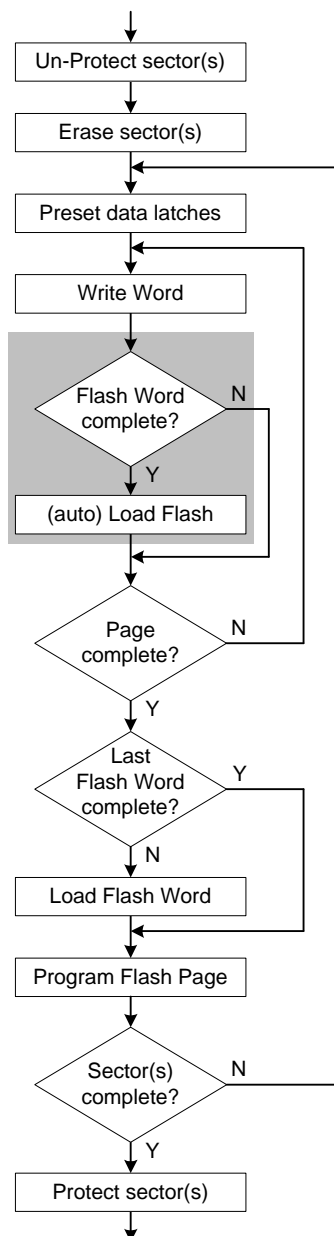 Un-Protect sector(s)
Erase sector(s)
Preset data latches
Write Word
Flash Word
complete?
N
Y
(auto) Load Flash
Page
complete?
N
Y
Last
Flash Word
complete?
Y
N
Load Flash Word
Program Flash Page
Sector(s)
complete?
N
Y
Protect sector(s)